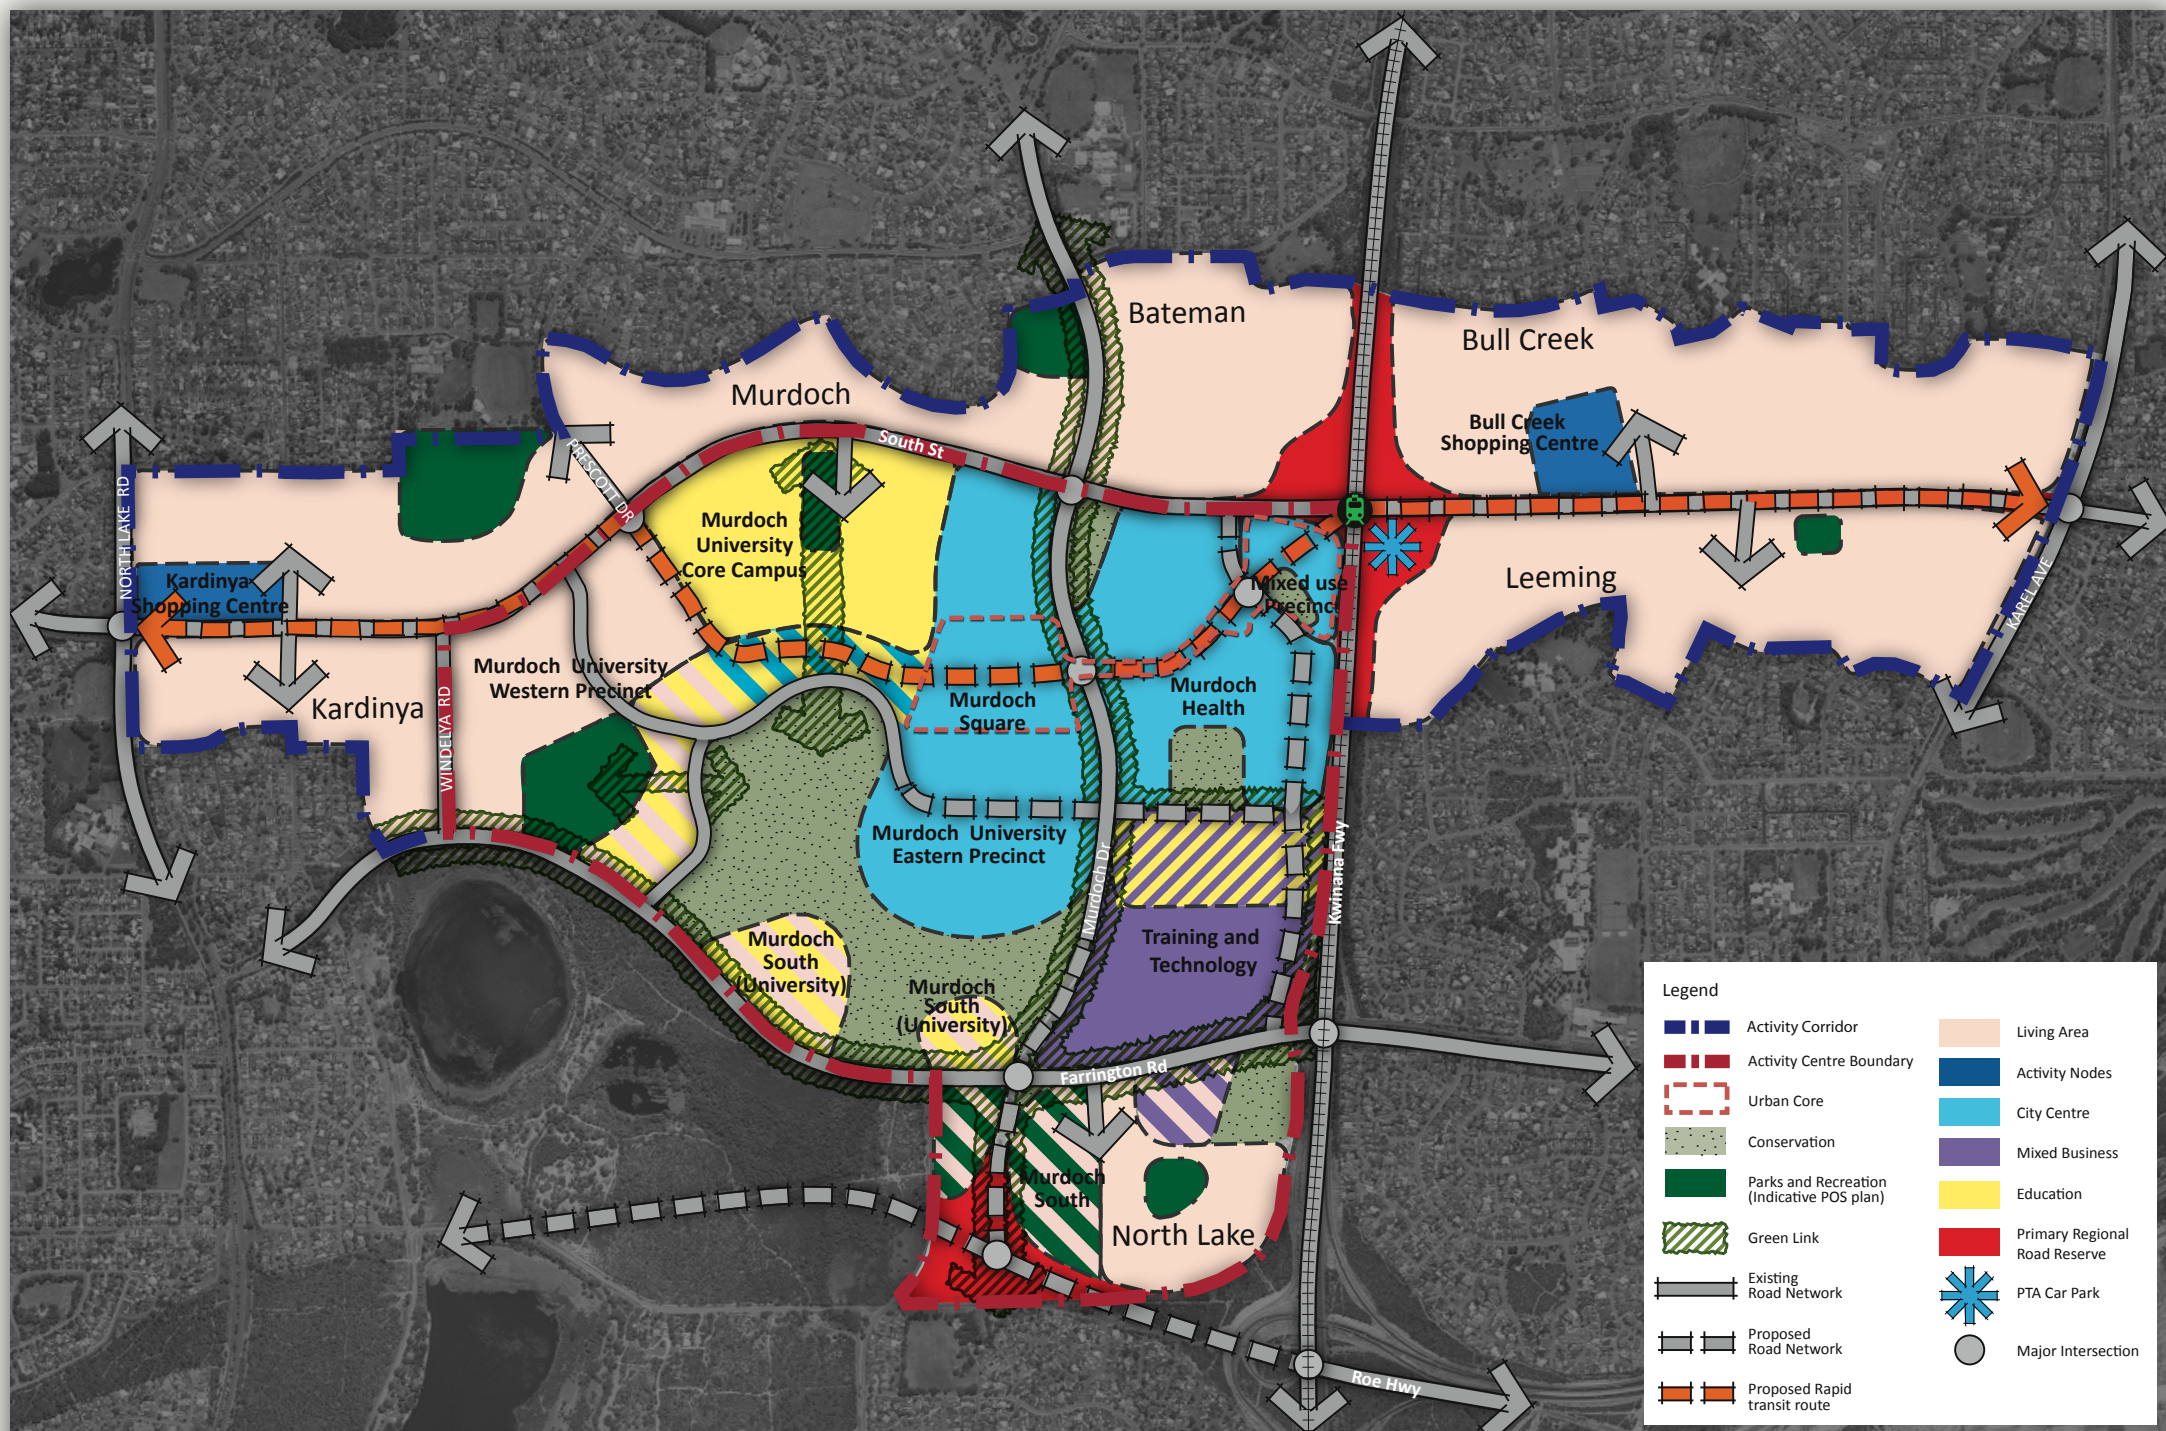 Bateman
Bull Creek
Murdoch
Bull Creek
Shopping Centre
South St
PRESCOTT DR
NORTH LAKE RD
Murdoch
University
Core Campus
Kardinya
Shopping Centre
Mixed use
Precinct
Leeming
KAREL AVE
Murdoch University
Western Precinct
Kardinya
WINDELYA RD
Murdoch
Square
Murdoch
Health
Murdoch University
Eastern Precinct
Murdoch Dr
Kwinana Fwy
Training and
Technology
Murdoch
South
(University)
Murdoch
South
(University)
Farrington Rd
Murdoch
South
North Lake
Roe Hwy
Legend
Activity Corridor
Activity Centre Boundary
Urban Core
Conservation
Parks and Recreation
(Indicative POS plan)
Green Link
Existing
Road Network
Proposed
Road Network
Proposed Rapid
transit route
Living Area
Activity Nodes
City Centre
Mixed Business
Education
Primary Regional
Road Reserve
PTA Car Park
Major Intersection